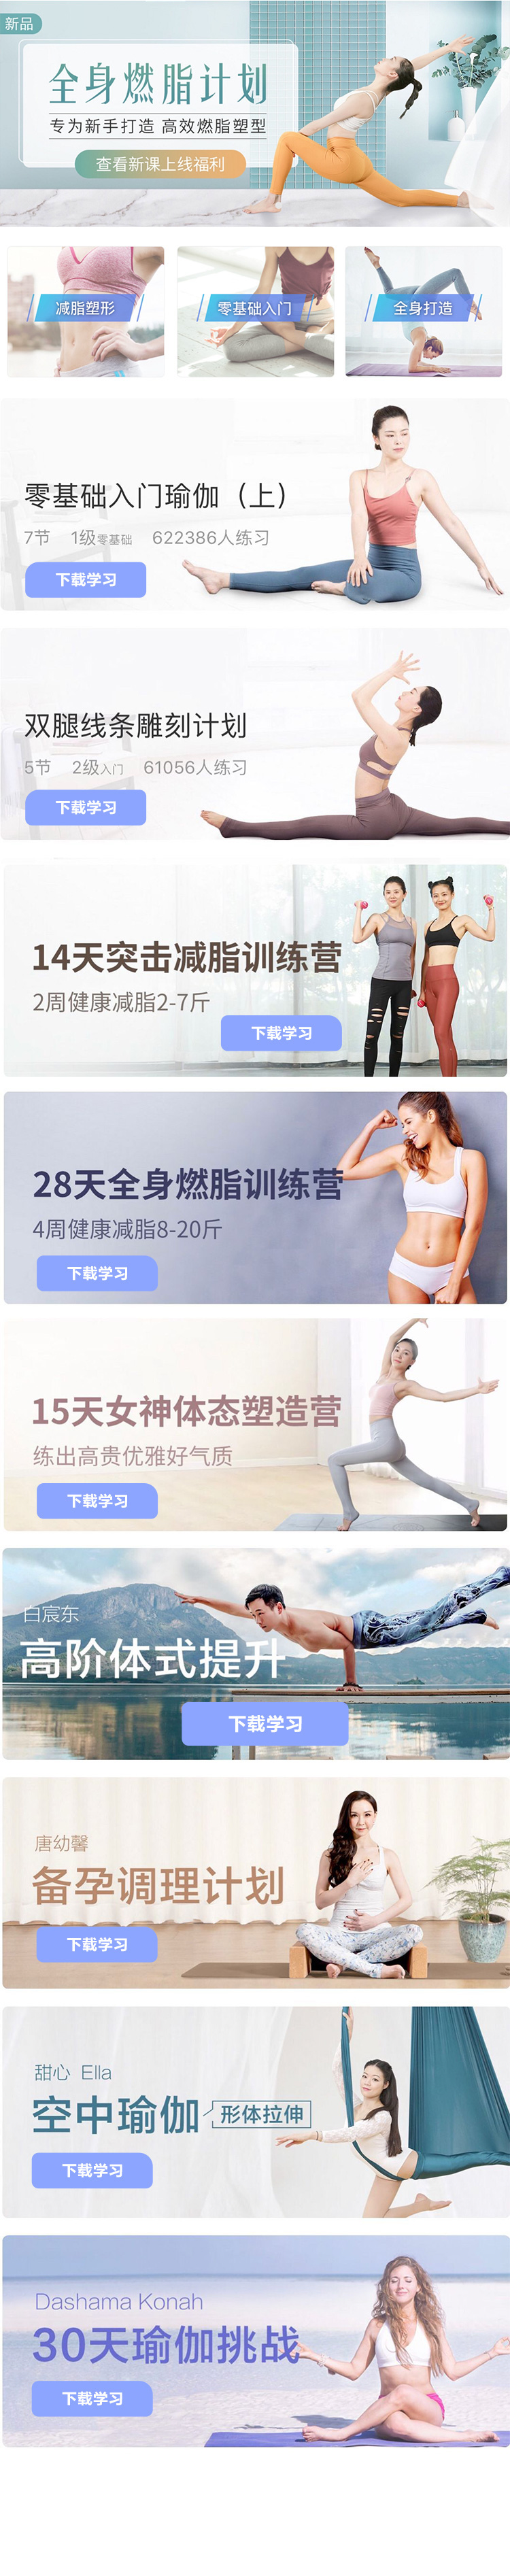 新品
全身燃脂计划
专为新手打造 高效燃脂塑型
查看新课上线福利
减脂塑形
零基础入门
全身打造
零基础入门瑜伽（上）
7节 1级零基础 622386人练习
下载学习
双腿线条雕刻计划
5节 2级入门 61056人练习
下载学习
14天突击减脂训练营
2周健康减脂2-7斤
下载学习
28天全身燃脂训练营
4周健康减脂8-20斤
下载学习
15天女神体态塑造营
练出高贵优雅好气质
下载学习
白宸东
高阶体式提升
下载学习
唐幼馨
备孕调理计划
下载学习
甜心 Ella
空中瑜伽 形体拉伸
下载学习
Dashama Konah
30天瑜伽挑战
下载学习